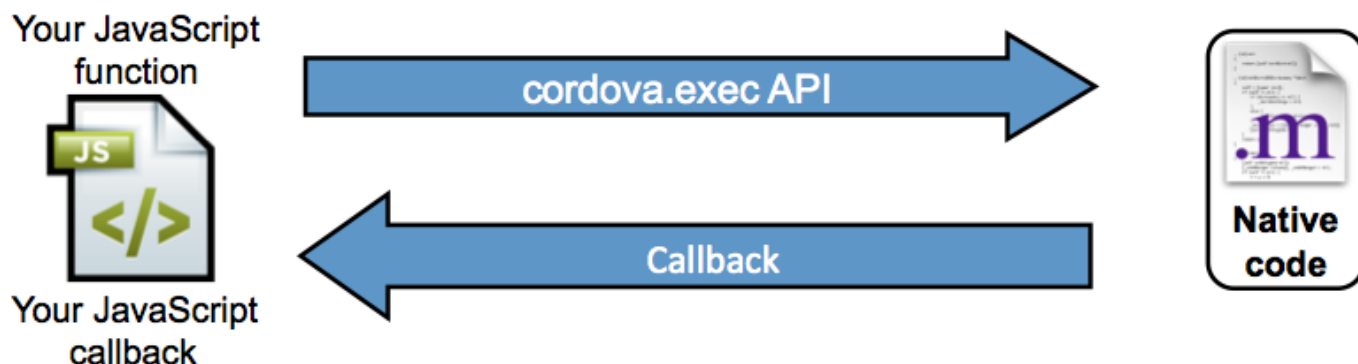 Your JavaScript
function
cordova.exec API
JS
</>
.m
Native
code
Callback
Your JavaScript
callback